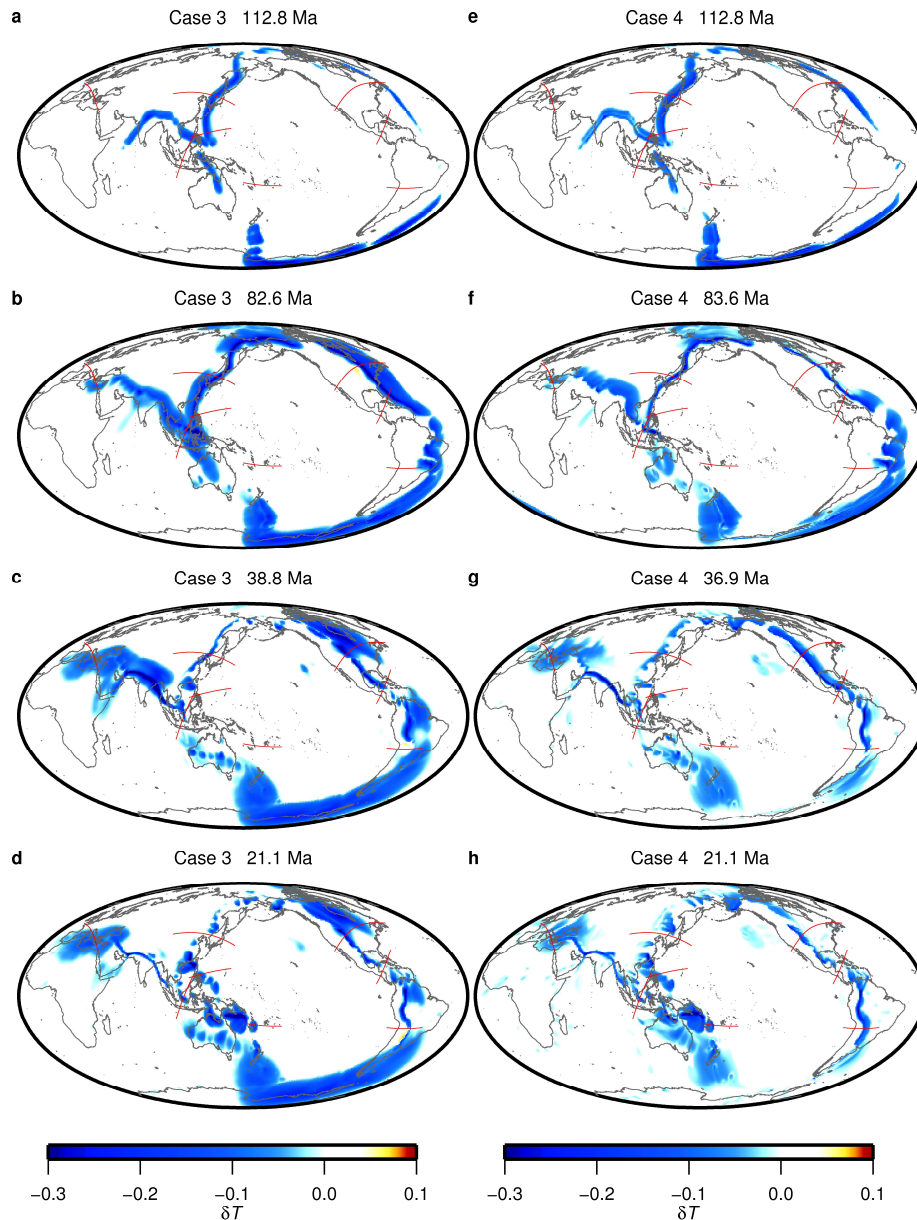 a Case 3 112.8 Ma
e Case 4 112.8 Ma
b Case 3 82.6 Ma
f Case 4 83.6 Ma
c Case 3 38.8 Ma
g Case 4 36.9 Ma
d Case 3 21.1 Ma
h Case 4 21.1 Ma
−0.3 −0.2 −0.1 0.0 0.1
δT
−0.3 −0.2 −0.1 0.0 0.1
δT